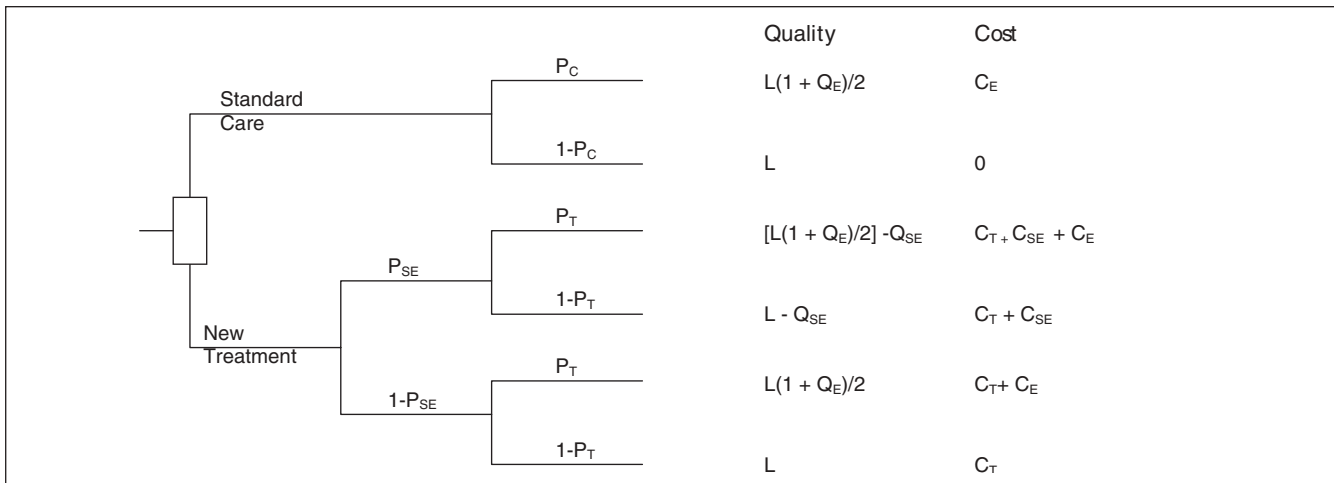 Quality Cost
P_C L(1 + Q_E)/2 C_E
Standard
Care
1-P_C L 0
P_T [L(1 + Q_E)/2] -Q_SE C_T + C_SE + C_E
P_SE
1-P_T L - Q_SE C_T + C_SE
New
Treatment
P_T L(1 + Q_E)/2 C_T+ C_E
1-P_SE
1-P_T L C_T